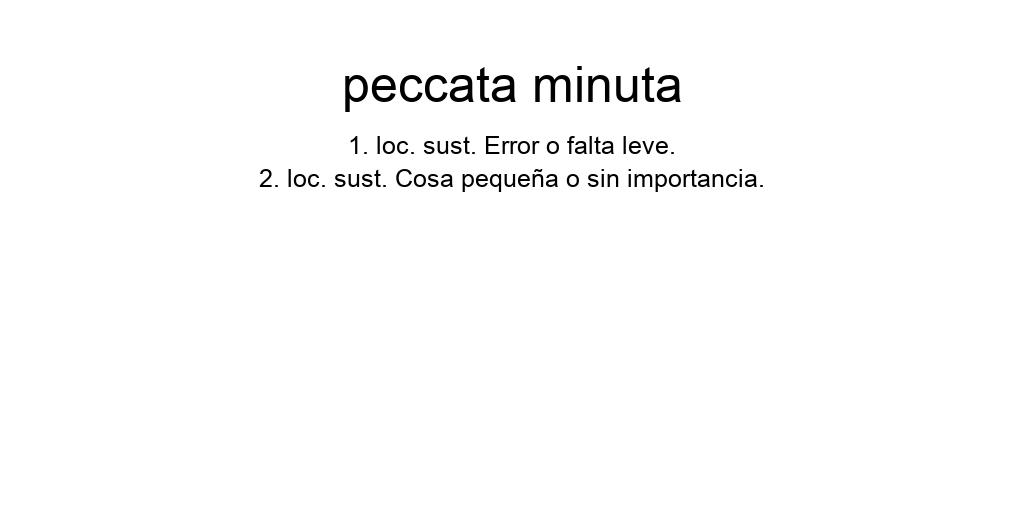 peccata minuta
1. loc. sust. Error o falta leve.
2. loc. sust. Cosa pequeña o sin importancia.